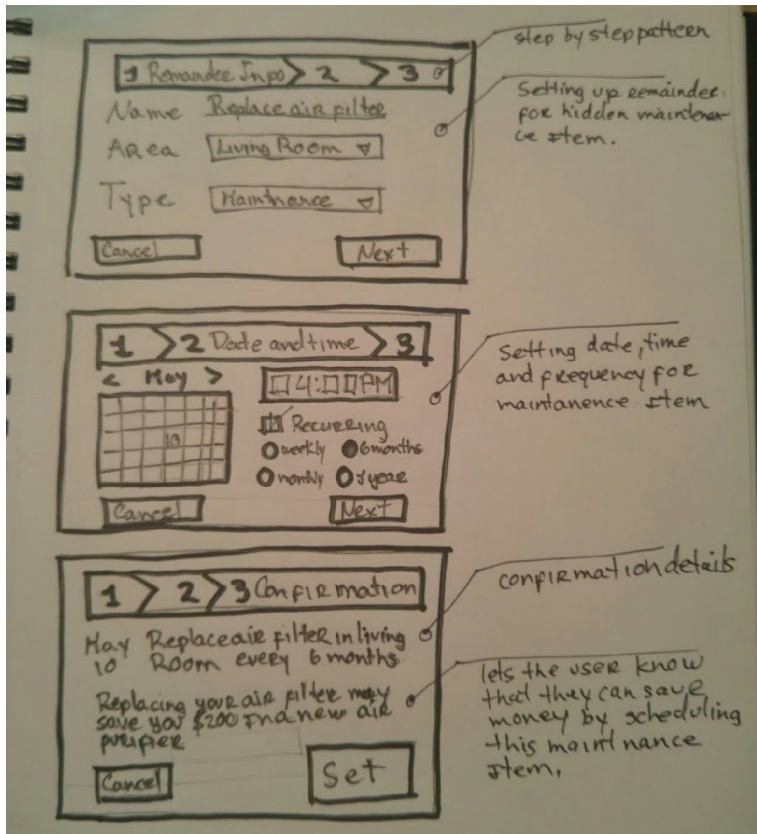 step by step pattern
1 Remainder Info > 2 > 3
Setting up remainder
for hidden maintenan-
ce Item.
Name Replace air filter
Area Living Room
Type Maintnance
Cancel Next
1 > 2 Date and time > 3
Setting date, time
and frequency for
maintanence Item
< May >
04:00AM
10
Recurring
weekly 6 months
monthly 1 year
Cancel Next
1 > 2 > 3 Confirmation
confirmation details
May Replace air filter in living
10 Room every 6 months
lets the user know
that they can save
money by scheduling
this maintnance
Item.
Replacing your air filter may
save you $200 in a new air
purifier
Cancel Set